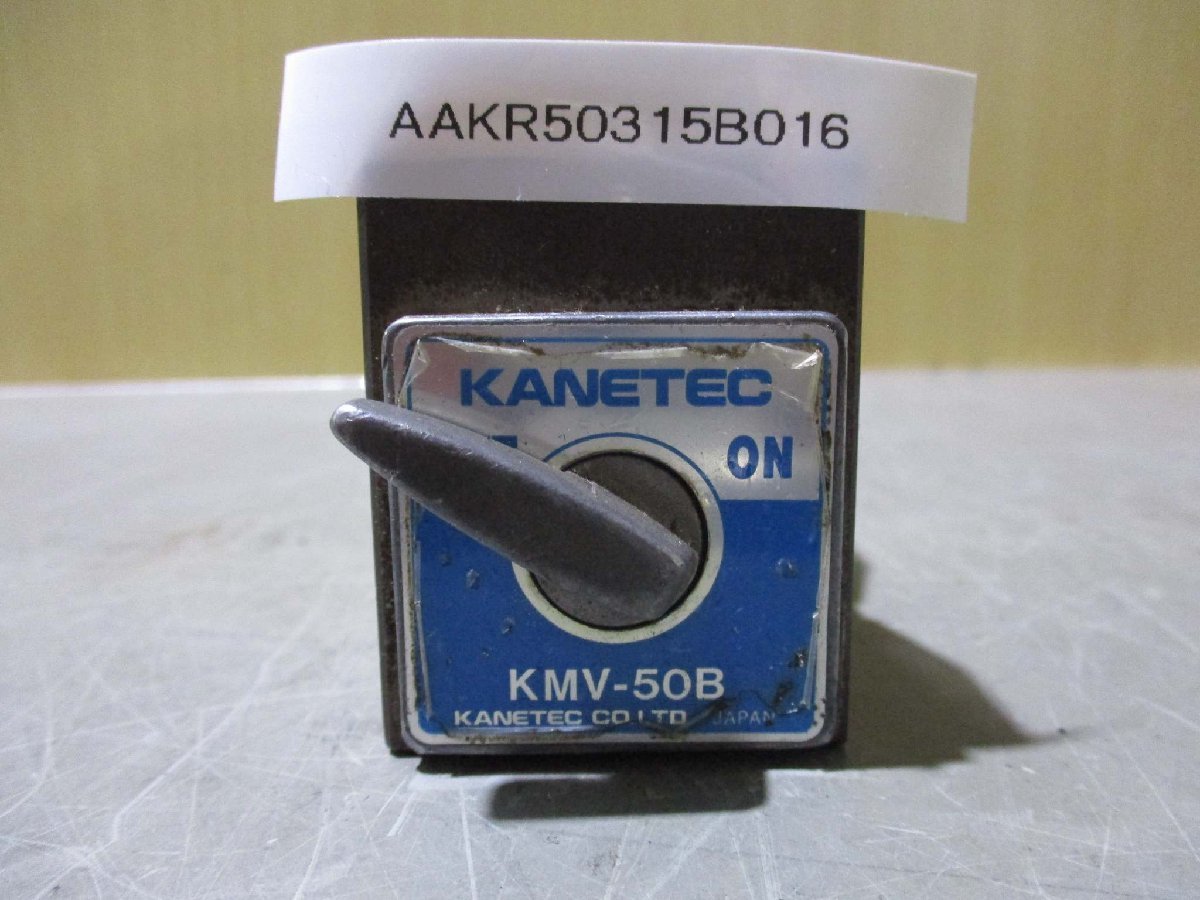 AAKR50315B016
KANETEC
ON
KMV-50B
KANETEC CO.LTD. JAPAN